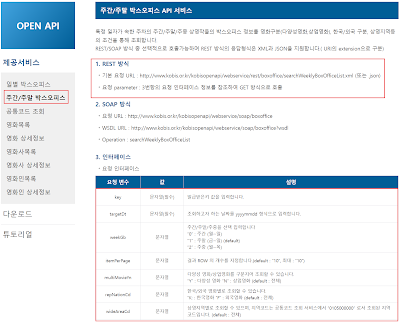 OPEN API
제공서비스
일별 박스오피스
주간/주말 박스오피스
공통코드 조회
영화목록
영화 상세정보
영화사목록
영화사 상세정보
영화인목록
영화인 상세정보
다운로드
튜토리얼
주간/주말 박스오피스 API 서비스
특정 일자가 속한 주차의 주간/주말/주중 상영작들의 박스오피스 정보를 영화구분(다양성영화,상업영화), 한국/외국 구분, 상영지역등
의 조건을 통해 조회합니다.
REST/SOAP 방식 중 선택적으로 호출가능하며 REST 방식의 응답형식은 XML과 JSON을 지원합니다.( URI의 .extension으로 구분)
1. REST 방식
- 기본 요청 URL : http://www.kobis.or.kr/kobisopenapi/webservice/rest/boxoffice/searchWeeklyBoxOfficeList.xml (또는 .json)
- 요청 parameter : 3번항의 요청 인터페이스 정보를 참조하여 GET 방식으로 호출
2. SOAP 방식
- 요청 URL : http://www.kobis.or.kr/kobisopenapi/webservice/soap/boxoffice
- WSDL URL : http://www.kobis.or.kr/kobisopenapi/webservice/soap/boxoffice?wsdl
- Operation : searchWeeklyBoxOfficeList
3. 인터페이스
- 요청 인터페이스
요청 변수 값 설명
key 문자열(필수) 발급받은키 값을 입력합니다.
targetDt 문자열(필수) 조회하고자 하는 날짜를 yyyymmdd 형식으로 입력합니다.
weekGb 문자열 주간/주말/주중을 선택 입력합니다.
"0" : 주간 (월~일)
"1" : 주말 (금~일) (default)
"2" : 주중 (월~목)
itemPerPage 문자열 결과 ROW 의 개수를 지정합니다.(default : "10", 최대 : "10")
multiMovieYn 문자열 다양성 영화/상업영화를 구분지어 조회할 수 있습니다.
"Y" : 다양성 영화 "N" : 상업영화 (default : 전체)
repNationCd 문자열 한국/외국 영화별로 조회할 수 있습니다.
"K" : 한국영화 "F" : 외국영화 (default : 전체)
wideAreaCd 문자열 상영지역별로 조회할 수 있으며, 지역코드는 공통코드 조회 서비스에서 "0105000000" 로서 조회된 지역
코드입니다. (default : 전체)